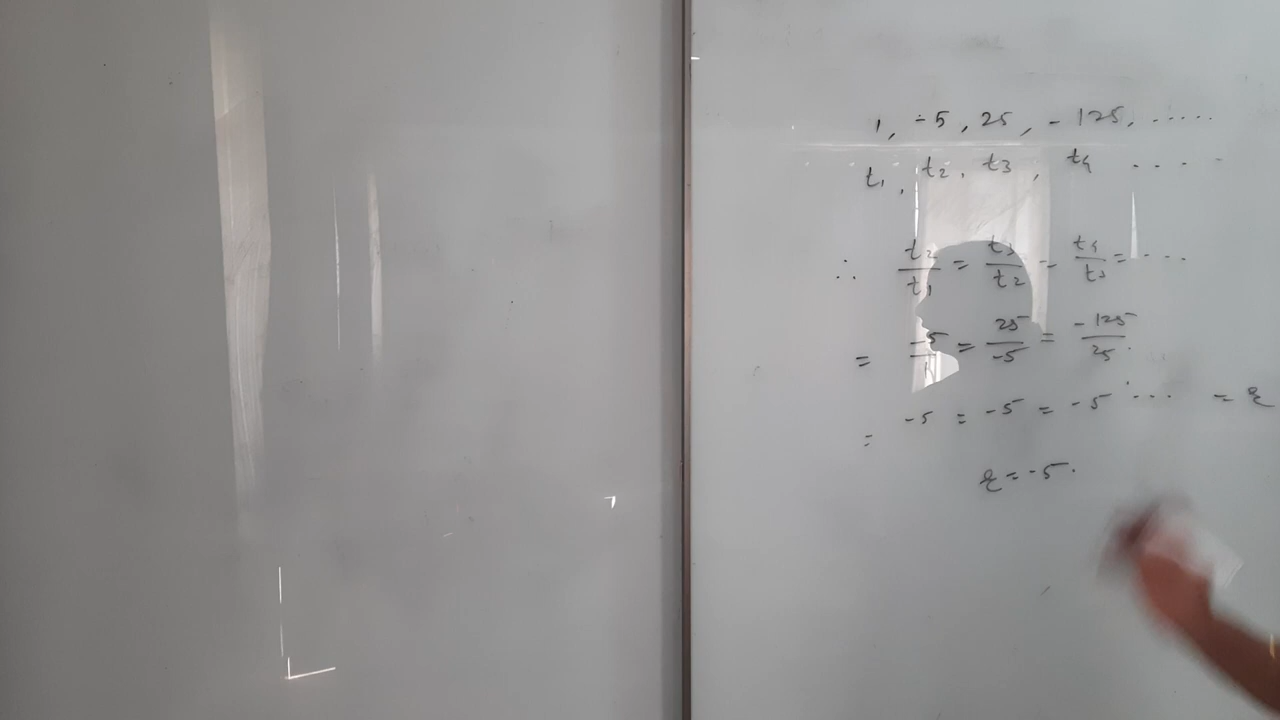 1, -5, 25, -125, .....
t1, t2, t3, t4 .....
∴ t2/t1 = t3/t2 = t4/t3 = ....
= -5/1 = 25/-5 = -125/25
= -5 = -5 = -5 .... = r
r = -5.